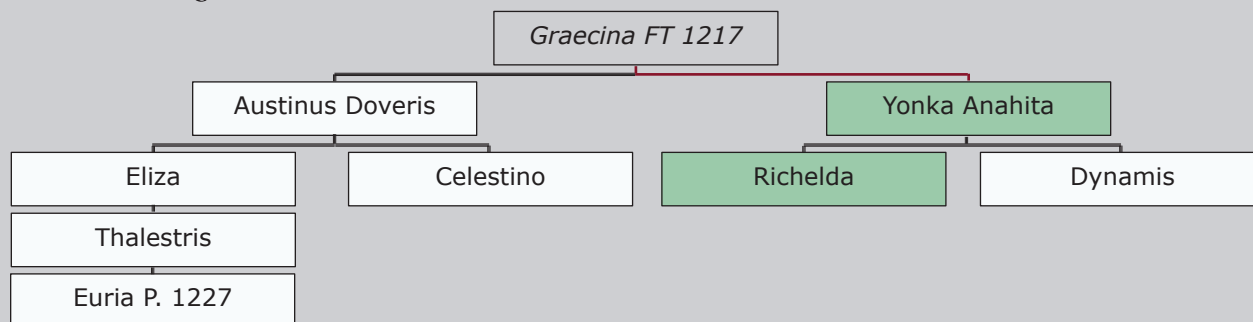 Graecina FT 1217
Austinus Doveris
Yonka Anahita
Eliza
Celestino
Richelda
Dynamis
Thalestris
Euria P. 1227